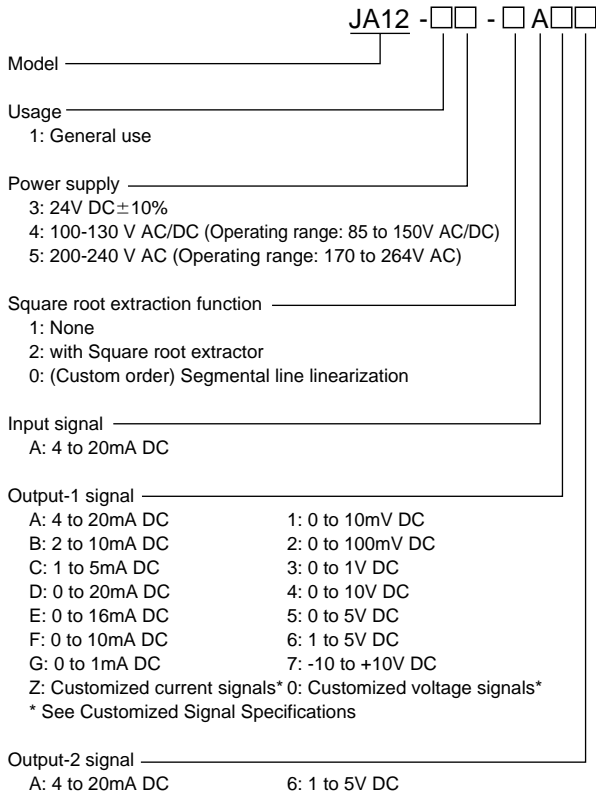 JA12 -□□ - □ A□□
Model
Usage
1: General use
Power supply
3: 24V DC±10%
4: 100-130 V AC/DC (Operating range: 85 to 150V AC/DC)
5: 200-240 V AC (Operating range: 170 to 264V AC)
Square root extraction function
1: None
2: with Square root extractor
0: (Custom order) Segmental line linearization
Input signal
A: 4 to 20mA DC
Output-1 signal
A: 4 to 20mA DC 1: 0 to 10mV DC
B: 2 to 10mA DC 2: 0 to 100mV DC
C: 1 to 5mA DC 3: 0 to 1V DC
D: 0 to 20mA DC 4: 0 to 10V DC
E: 0 to 16mA DC 5: 0 to 5V DC
F: 0 to 10mA DC 6: 1 to 5V DC
G: 0 to 1mA DC 7: -10 to +10V DC
Z: Customized current signals* 0: Customized voltage signals*
* See Customized Signal Specifications
Output-2 signal
A: 4 to 20mA DC 6: 1 to 5V DC